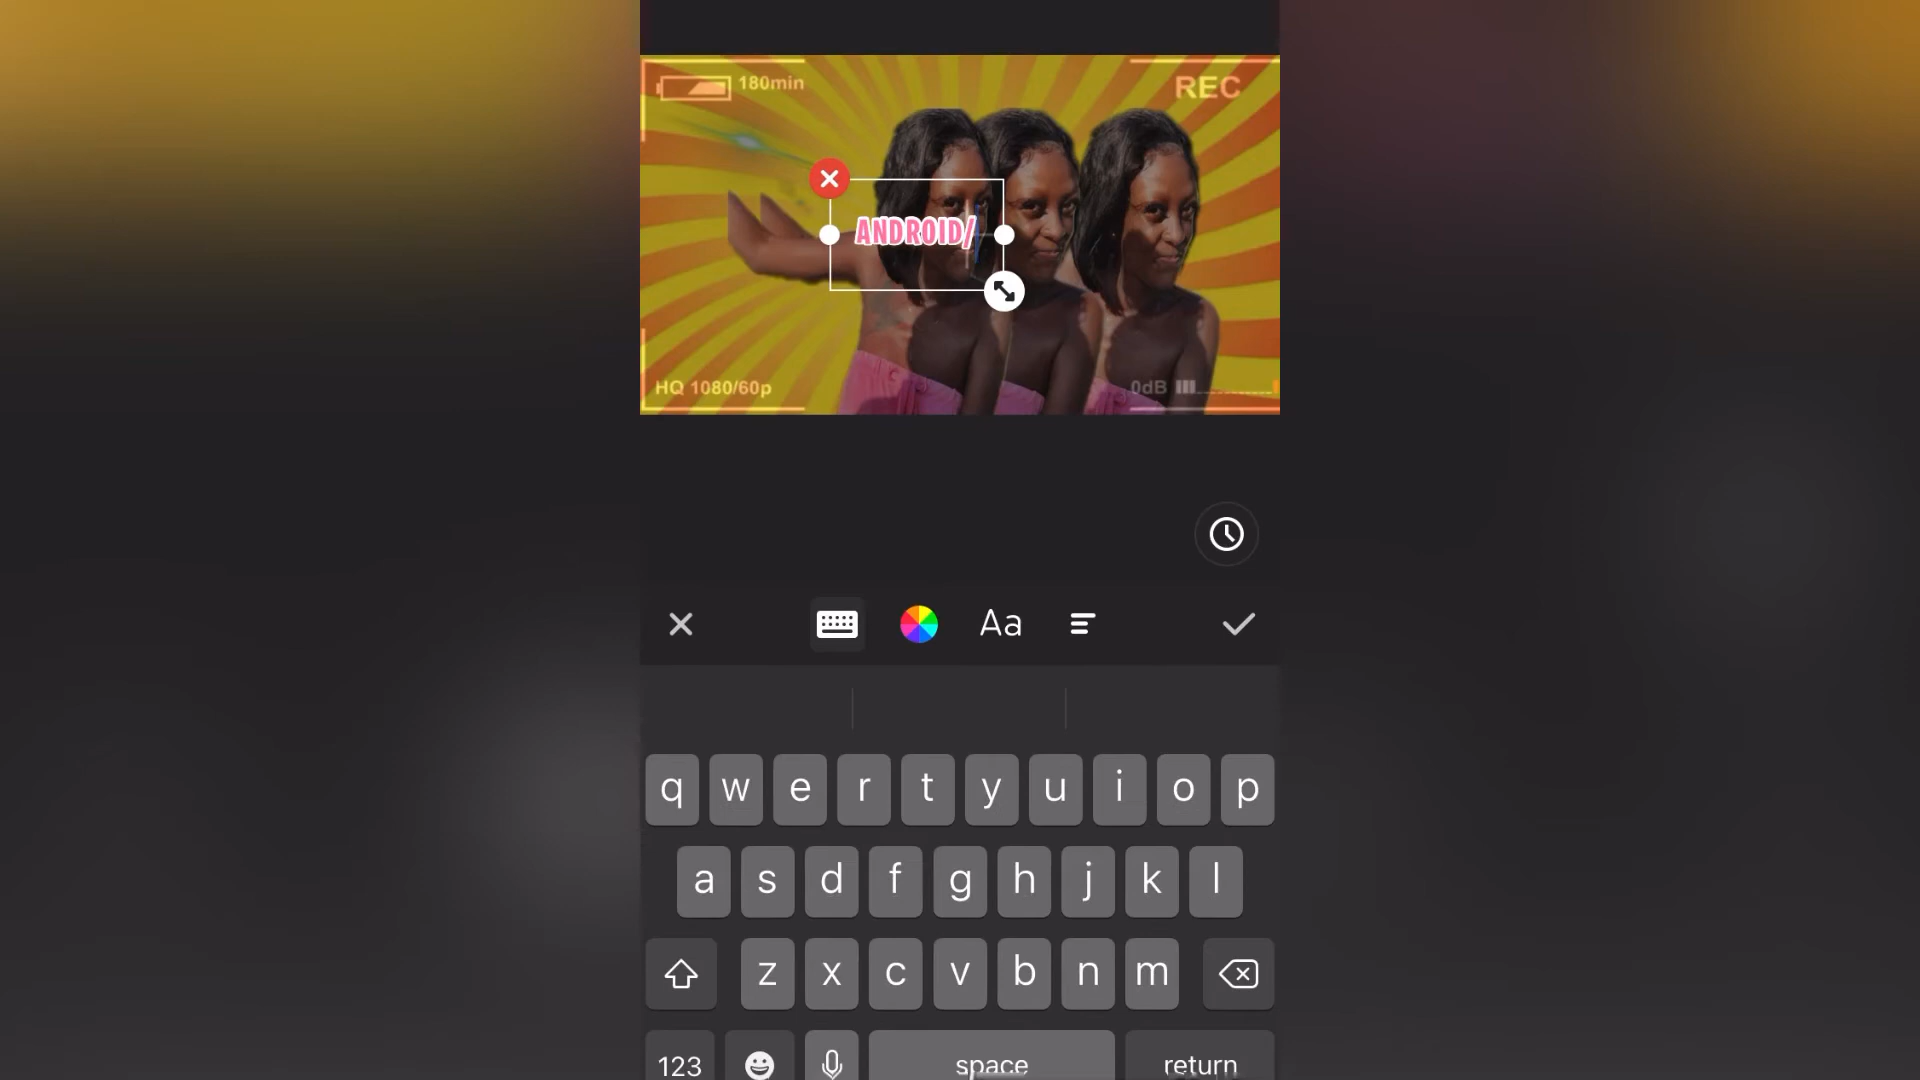 180min
REC
ANDROID/
HQ 1080/60p
0dB
Aa
q w e r t y u i o p
a s d f g h j k l
z x c v b n m
123
space
return